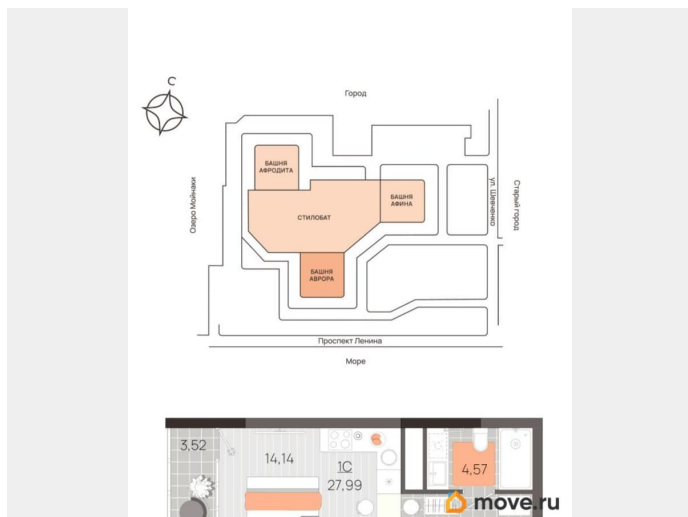 С
Город
БАШНЯ
АФРОДИТА
Озеро Мойнаки
СТИЛОБАТ
БАШНЯ
АФИНА
ул. Шевченко
Старый город
БАШНЯ
АВРОРА
Проспект Ленина
Море
3,52
14,14
1С
27,99
4,57
move.ru